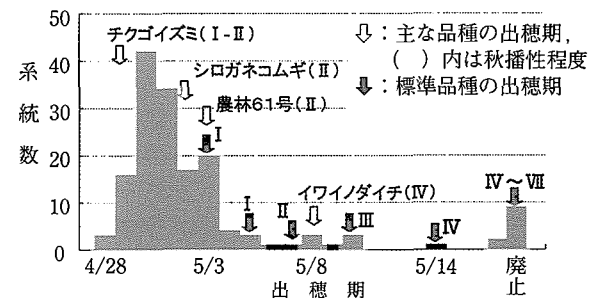 50
40
30
20
10
0
系統数
チクゴイズミ(Ⅰ-Ⅱ)
シロガネコムギ(Ⅱ)
農林61号(Ⅱ)
Ⅰ
：主な品種の出穂期，
(　)内は秋播性程度
：標準品種の出穂期
Ⅰ
Ⅱ
イワイノダイチ(Ⅳ)
Ⅲ
Ⅳ
Ⅳ～Ⅶ
4/28
5/3
5/8
5/14
廃止
出穂期